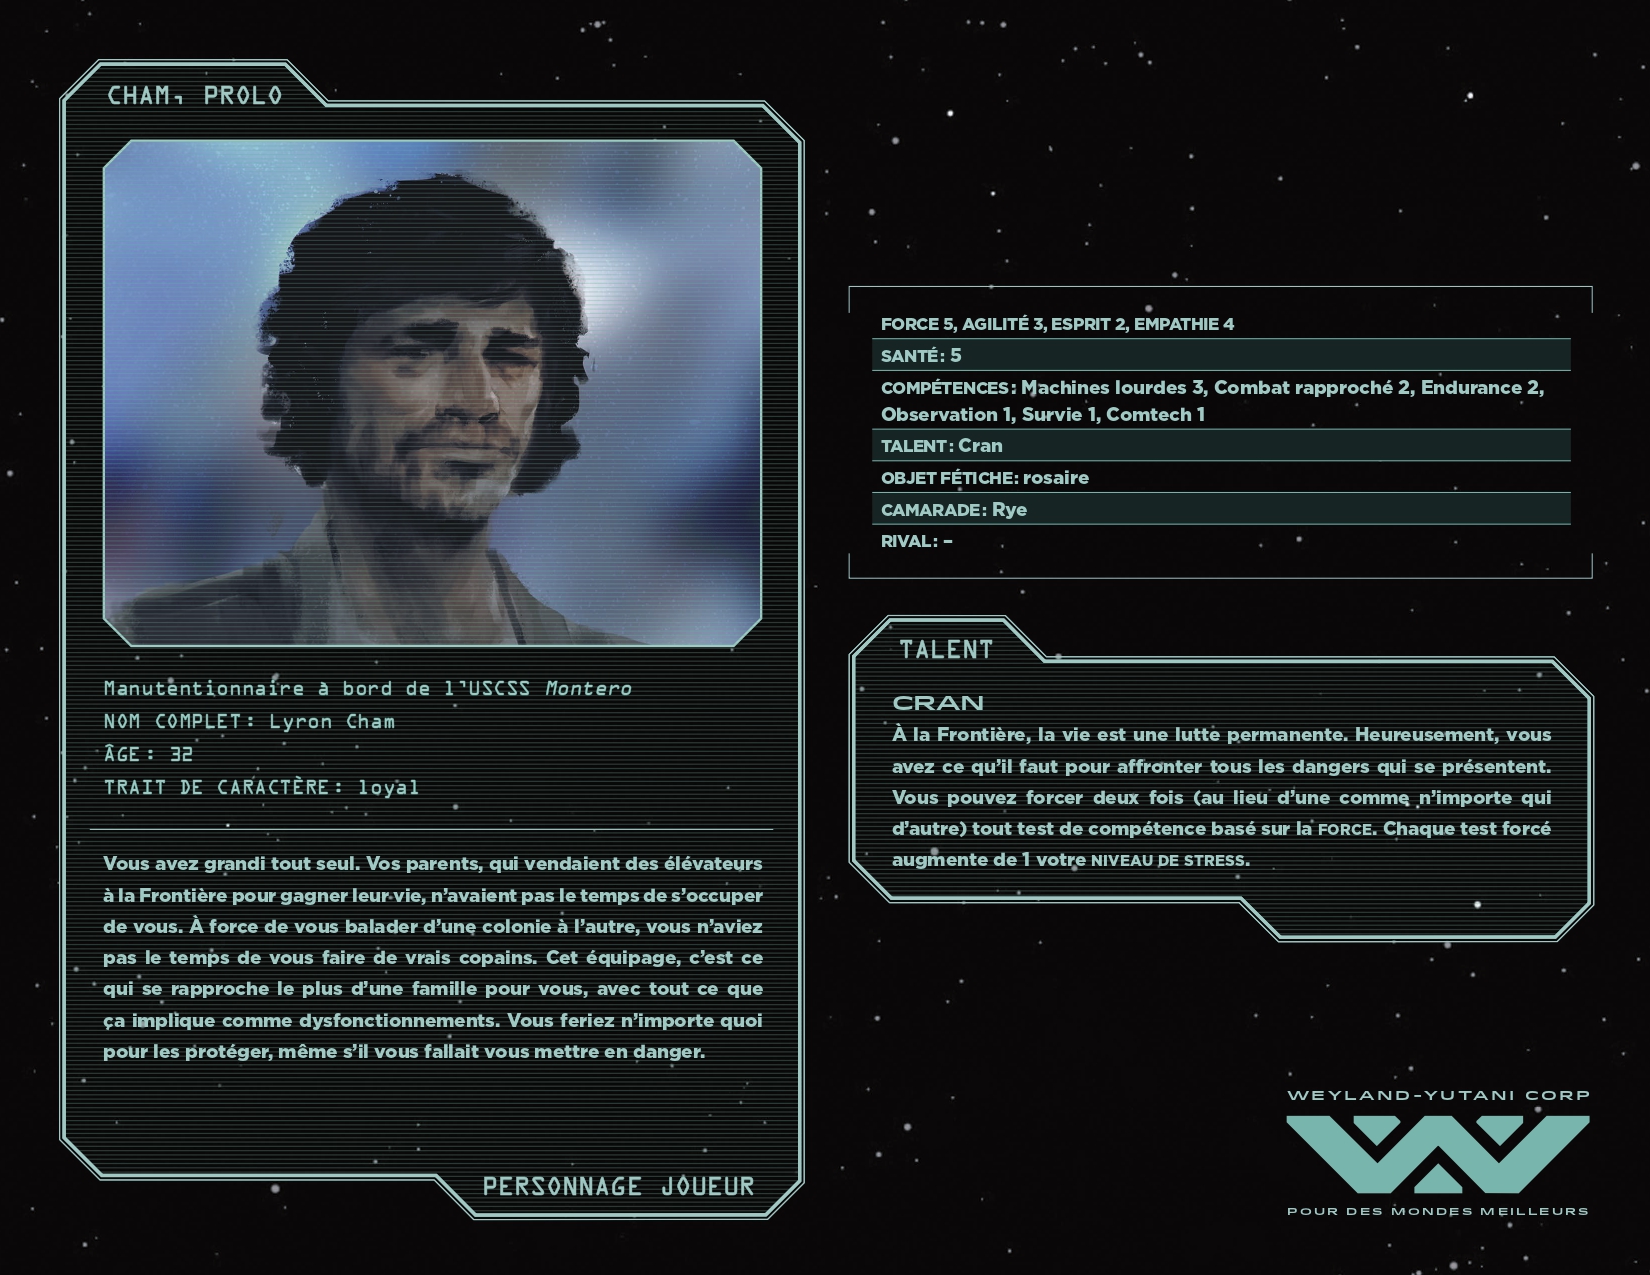 CHAM, PROLO
Manutentionnaire à bord de l'USCSS Montero
NOM COMPLET: Lyron Cham
ÂGE: 32
TRAIT DE CARACTÈRE: loyal
Vous avez grandi tout seul. Vos parents, qui vendaient des élévateurs
à la Frontière pour gagner leur vie, n'avaient pas le temps de s'occuper
de vous. À force de vous balader d'une colonie à l'autre, vous n'aviez
pas le temps de vous faire de vrais copains. Cet équipage, c'est ce
qui se rapproche le plus d'une famille pour vous, avec tout ce que
ça implique comme dysfonctionnements. Vous feriez n'importe quoi
pour les protéger, même s'il vous fallait vous mettre en danger.
PERSONNAGE JOUEUR
FORCE 5, AGILITÉ 3, ESPRIT 2, EMPATHIE 4
SANTÉ: 5
COMPÉTENCES: Machines lourdes 3, Combat rapproché 2, Endurance 2,
Observation 1, Survie 1, Comtech 1
TALENT: Cran
OBJET FÉTICHE: rosaire
CAMARADE: Rye
RIVAL: –
TALENT
CRAN
À la Frontière, la vie est une lutte permanente. Heureusement, vous
avez ce qu'il faut pour affronter tous les dangers qui se présentent.
Vous pouvez forcer deux fois (au lieu d'une comme n'importe qui
d'autre) tout test de compétence basé sur la FORCE. Chaque test forcé
augmente de 1 votre NIVEAU DE STRESS.
WEYLAND-YUTANI CORP
POUR DES MONDES MEILLEURS